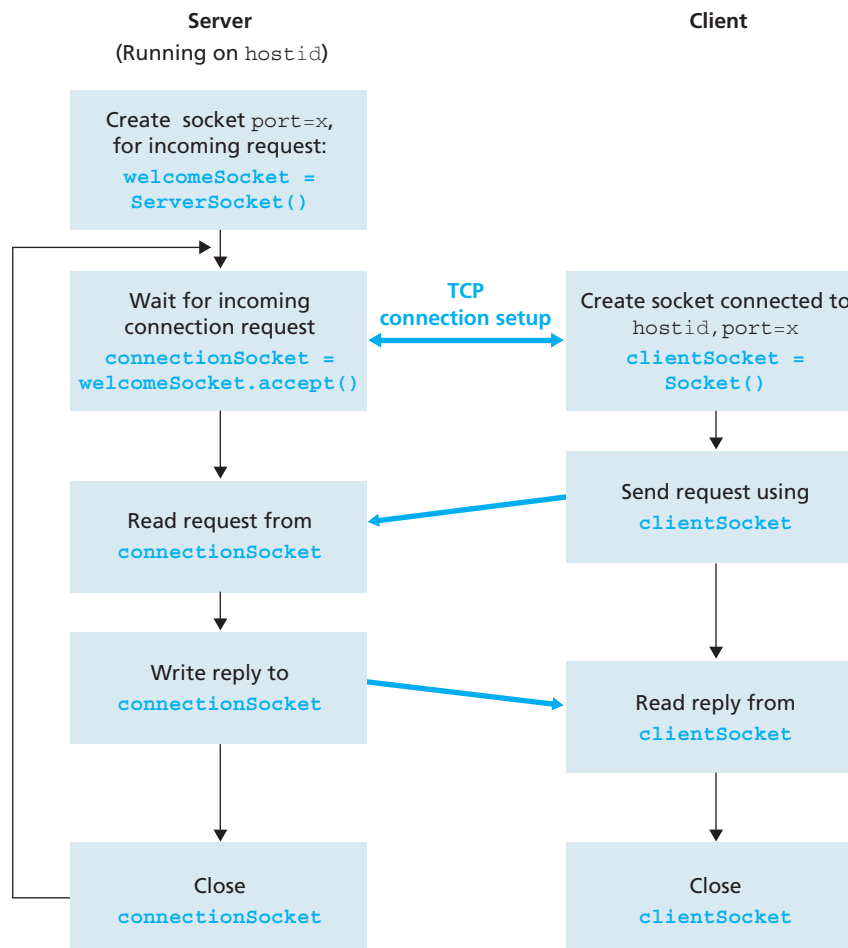 Server
(Running on hostid)
Client
Create socket port=x,
for incoming request:
welcomeSocket =
ServerSocket()
Wait for incoming
connection request
connectionSocket =
welcomeSocket.accept()
TCP
connection setup
Create socket connected to
hostid,port=x
clientSocket =
Socket()
Send request using
clientSocket
Read request from
connectionSocket
Write reply to
connectionSocket
Read reply from
clientSocket
Close
connectionSocket
Close
clientSocket